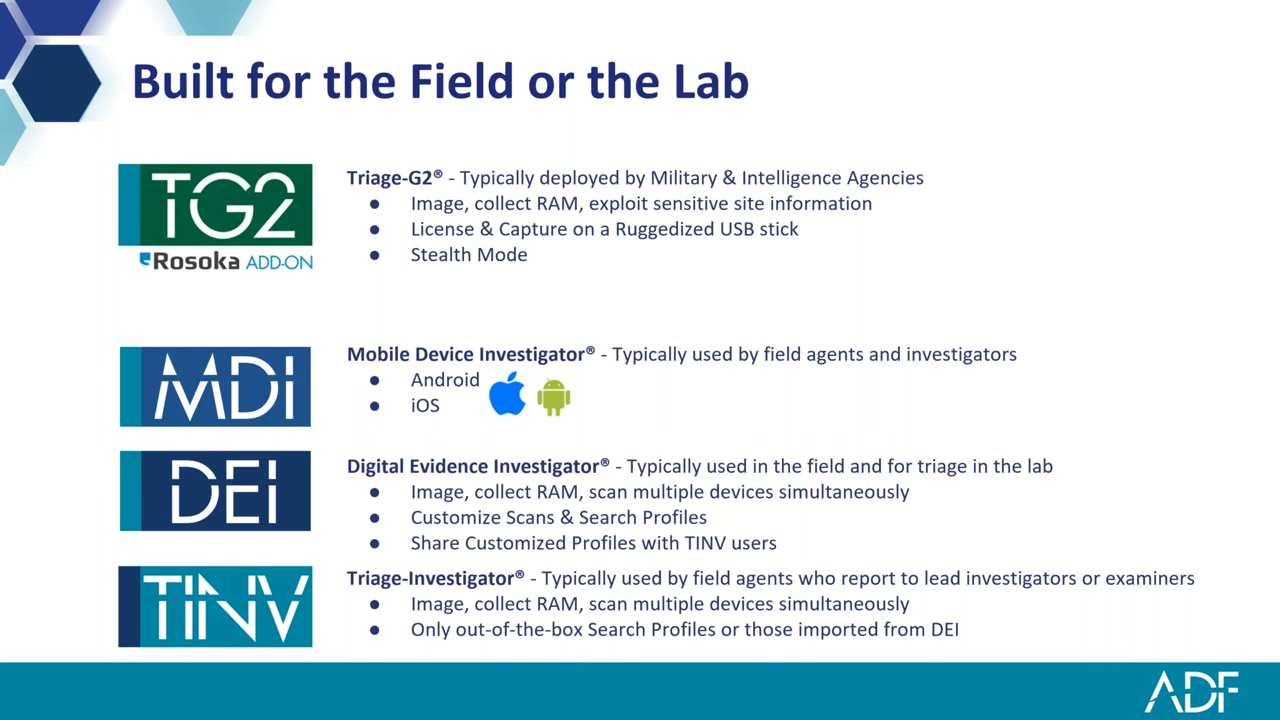 Built for the Field or the Lab
TG2
Rosoka ADD-ON
Triage-G2® - Typically deployed by Military & Intelligence Agencies
● Image, collect RAM, exploit sensitive site information
● License & Capture on a Ruggedized USB stick
● Stealth Mode
MDI
Mobile Device Investigator® - Typically used by field agents and investigators
● Android
● iOS
DEI
Digital Evidence Investigator® - Typically used in the field and for triage in the lab
● Image, collect RAM, scan multiple devices simultaneously
● Customize Scans & Search Profiles
● Share Customized Profiles with TINV users
TINV
Triage-Investigator® - Typically used by field agents who report to lead investigators or examiners
● Image, collect RAM, scan multiple devices simultaneously
● Only out-of-the-box Search Profiles or those imported from DEI
ADF